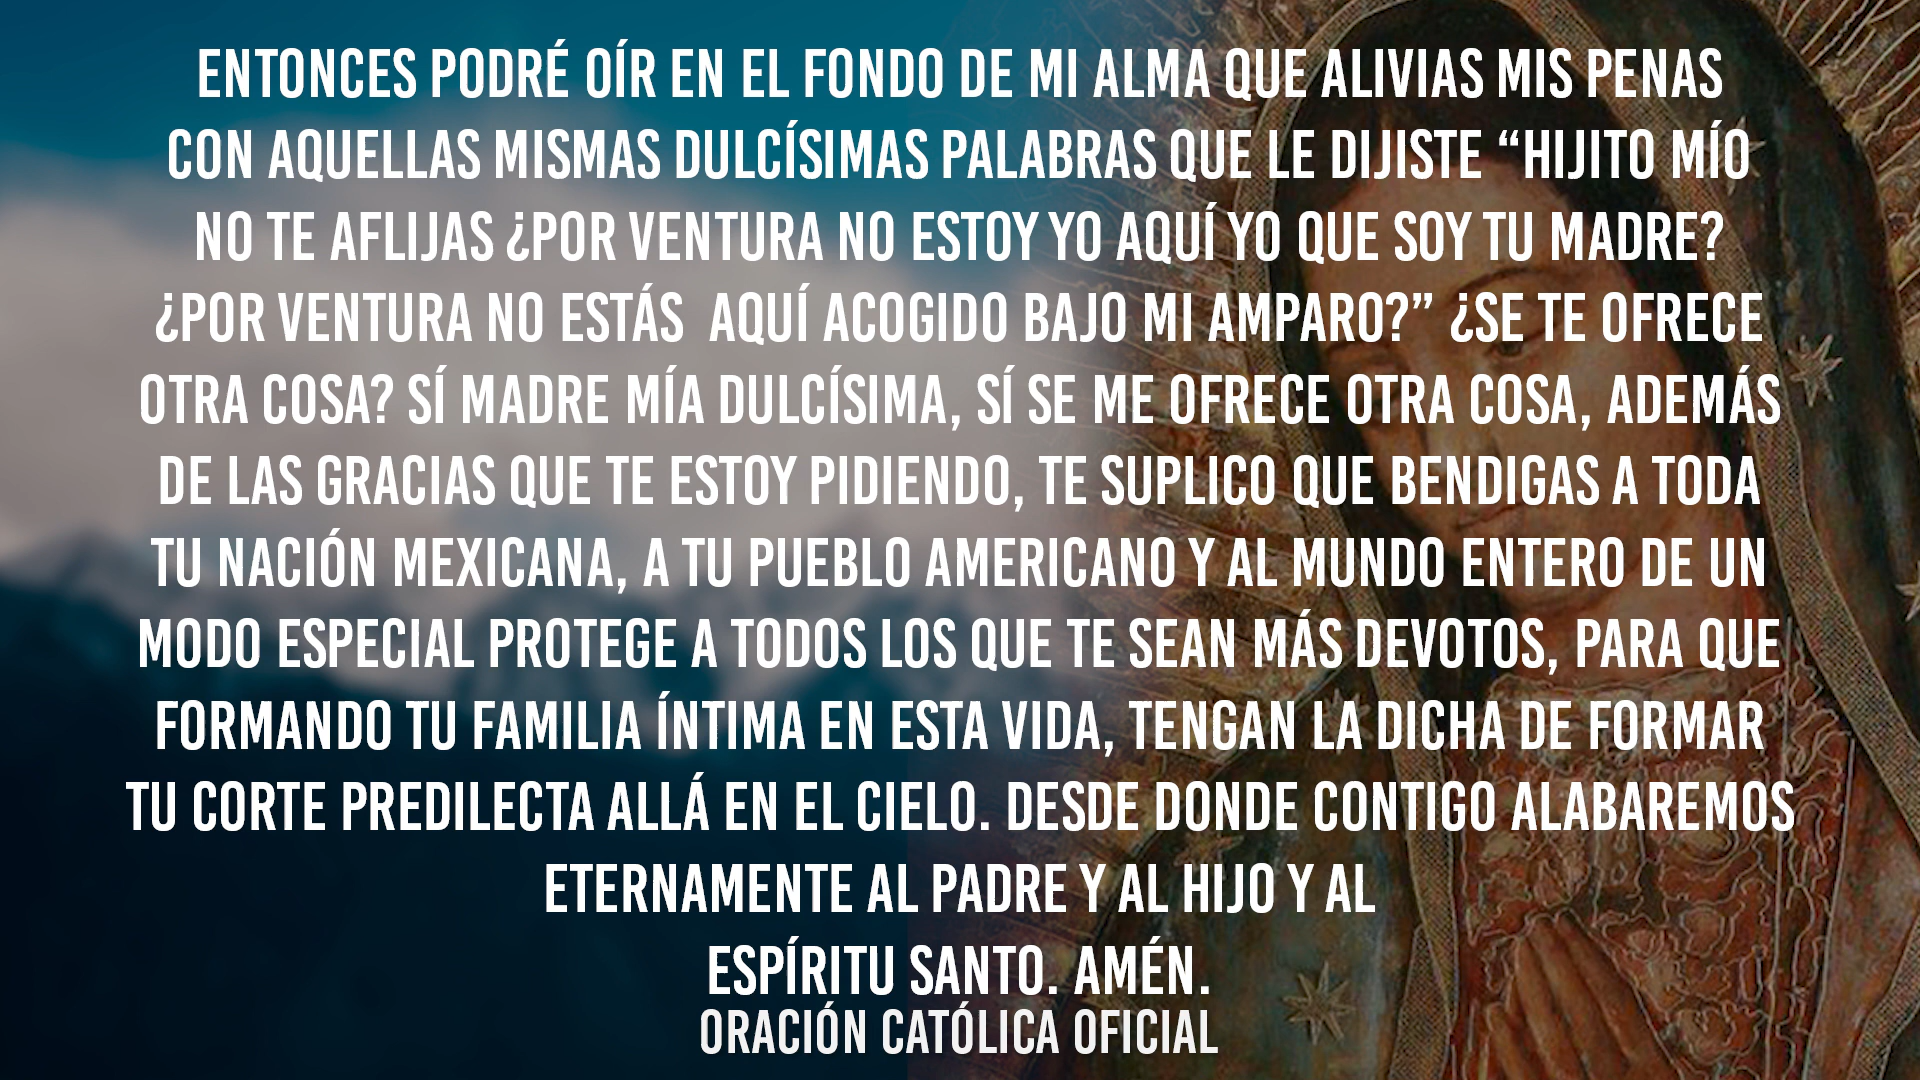 ENTONCES PODRÉ OÍR EN EL FONDO DE MI ALMA QUE ALIVIAS MIS PENAS
CON AQUELLAS MISMAS DULCÍSIMAS PALABRAS QUE LE DIJISTE “HIJITO MÍO
NO TE AFLIJAS ¿POR VENTURA NO ESTOY YO AQUÍ YO QUE SOY TU MADRE?
¿POR VENTURA NO ESTÁS  AQUÍ ACOGIDO BAJO MI AMPARO?” ¿SE TE OFRECE
OTRA COSA? SÍ MADRE MÍA DULCÍSIMA, SÍ SE ME OFRECE OTRA COSA, ADEMÁS
DE LAS GRACIAS QUE TE ESTOY PIDIENDO, TE SUPLICO QUE BENDIGAS A TODA
TU NACIÓN MEXICANA, A TU PUEBLO AMERICANO Y AL MUNDO ENTERO DE UN
MODO ESPECIAL PROTEGE A TODOS LOS QUE TE SEAN MÁS DEVOTOS, PARA QUE
FORMANDO TU FAMILIA ÍNTIMA EN ESTA VIDA, TENGAN LA DICHA DE FORMAR
TU CORTE PREDILECTA ALLÁ EN EL CIELO. DESDE DONDE CONTIGO ALABAREMOS
ETERNAMENTE AL PADRE Y AL HIJO Y AL
ESPÍRITU SANTO. AMÉN.
ORACIÓN CATÓLICA OFICIAL